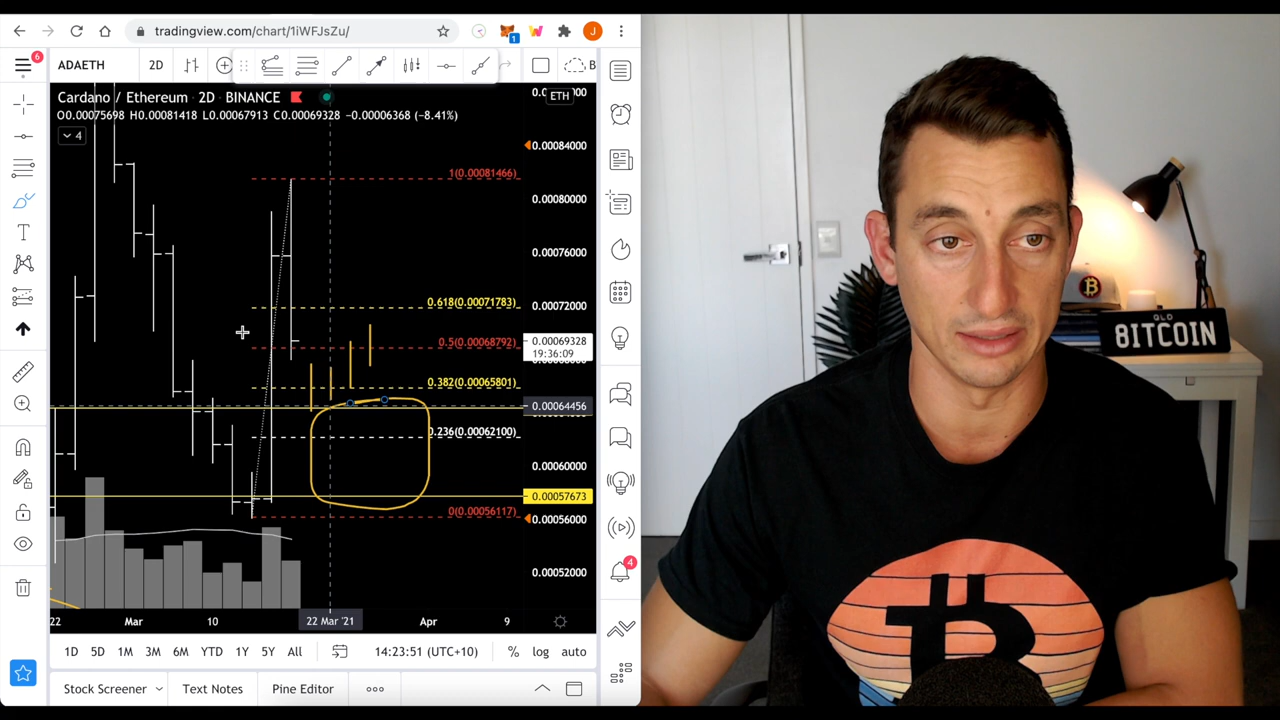 tradingview.com/chart/1iWFJsZu/
1
J
6
ADAETH
2D
B
Cardano / Ethereum · 2D · BINANCE
ETH
O0.00075698 H0.00081418 L0.00067913 C0.00069328 −0.00006368 (−8.41%)
4
0.00084000
1(0.00081466)
0.00080000
0.00076000
0.618(0.00071783)
0.00072000
0.5(0.00068792)
0.00069328
19:36:09
0.382(0.00065801)
0.00064456
0.236(0.00062100)
0.00060000
0.00057673
0(0.00056117)
0.00056000
0.00052000
22
Mar
10
22 Mar '21
Apr
9
1D 5D 1M 3M 6M YTD 1Y 5Y All
14:23:51 (UTC+10)
% log auto
Stock Screener
Text Notes
Pine Editor
4
QLD
8ITCOIN